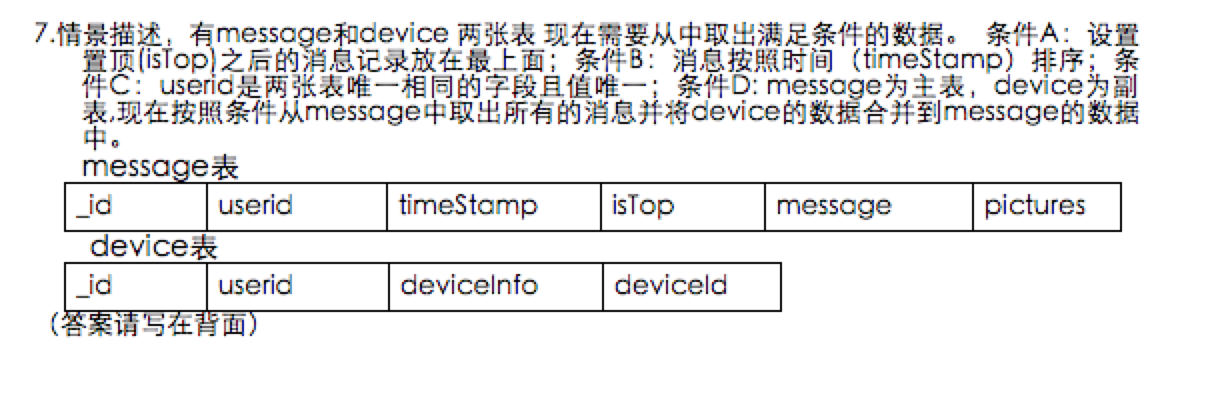 7.情景描述，有message和device 两张表 现在需要从中取出满足条件的数据。 条件A：设置
置顶(isTop)之后的消息记录放在最上面；条件B：消息按照时间（timeStamp）排序；条
件C：userid是两张表唯一相同的字段且值唯一；条件D: message为主表，device为副
表,现在按照条件从message中取出所有的消息并将device的数据合并到message的数据
中。
message表
_id userid timeStamp isTop message pictures
device表
_id userid deviceInfo deviceId
（答案请写在背面）